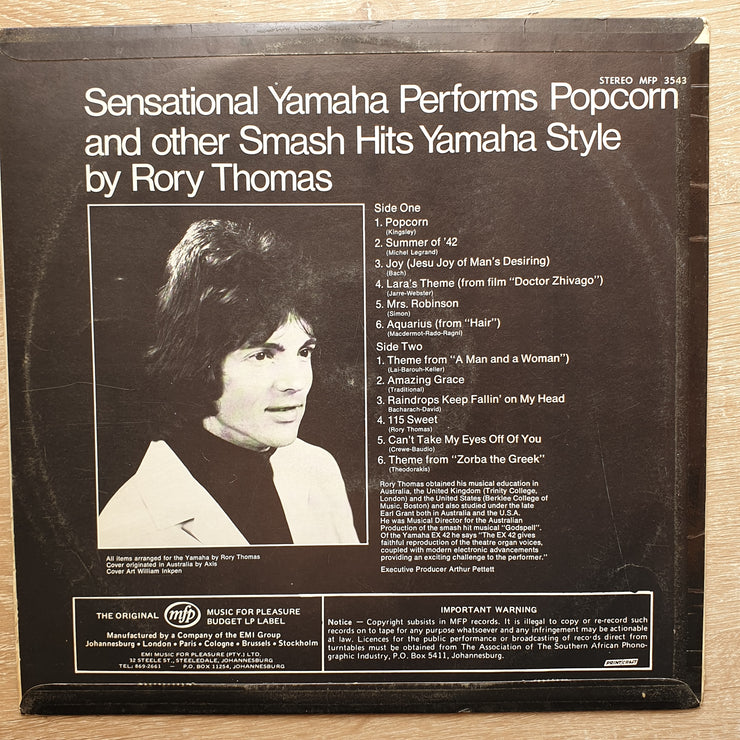 STEREO MFP 3543
Sensational Yamaha Performs Popcorn
and other Smash Hits Yamaha Style
by Rory Thomas
Side One
1. Popcorn
(Kingsley)
2. Summer of '42
(Michel Legrand)
3. Joy (Jesu Joy of Man's Desiring)
(Bach)
4. Lara's Theme (from film "Doctor Zhivago")
(Jarre-Webster)
5. Mrs. Robinson
(Simon)
6. Aquarius (from "Hair")
(Macdermot-Rado-Ragni)
Side Two
1. Theme from "A Man and a Woman")
(Lai-Barouh-Keller)
2. Amazing Grace
(Traditional)
3. Raindrops Keep Fallin' on My Head
(Bacharach-David)
4. 115 Sweet
(Rory Thomas)
5. Can't Take My Eyes Off Of You
(Crewe-Baudio)
6. Theme from "Zorba the Greek"
(Theodorakis)
Rory Thomas obtained his musical education in
Australia, the United Kingdom (Trinity College,
London) and the United States (Berklee College of
Music, Boston) and also studied under the late
Earl Grant both in Australia and the U.S.A.
He was Musical Director for the Australian
Production of the smash hit musical "Godspell".
Of the Yamaha EX 42 he says "The EX 42 gives
faithful reproduction of the theatre organ voices,
coupled with modern electronic advancements
providing an exciting challenge to the performer."
Executive Producer Arthur Pettett
All items arranged for the Yamaha by Rory Thomas
Cover originated in Australia by Axis
Cover Art William Inkpen
THE ORIGINAL mfp MUSIC FOR PLEASURE
BUDGET LP LABEL
Manufactured by a Company of the EMI Group
Johannesburg • London • Paris • Cologne • Brussels • Stockholm
EMI MUSIC FOR PLEASURE (PTY.) LTD.
32 STEELE ST., STEELEDALE, JOHANNESBURG
TEL.: 869-2661 — P.O. BOX 11254, JOHANNESBURG
IMPORTANT WARNING
Notice — Copyright subsists in MFP records. It is illegal to copy or re-record such
records on to tape for any purpose whatsoever and any infringement may be actionable
at law. Licences for the public performance or broadcasting of records direct from
turntables must be obtained from The Association of The Southern African Phono-
graphic Industry, P.O. Box 5411, Johannesburg.
PRINTCRAFT